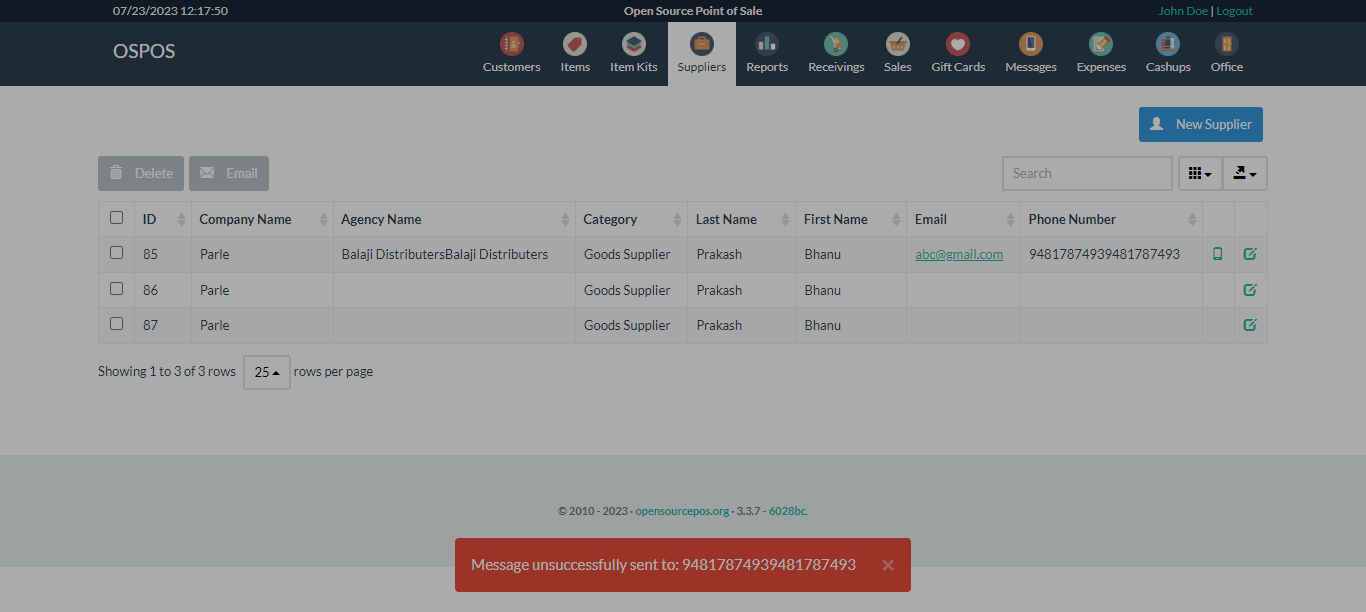 07/23/2023 12:17:50 Open Source Point of Sale John Doe | Logout
OSPOS Customers Items Item Kits Suppliers Reports Receivings Sales Gift Cards Messages Expenses Cashups Office
New Supplier
Delete Email Search
ID Company Name Agency Name Category Last Name First Name Email Phone Number
85 Parle Balaji DistributersBalaji Distributers Goods Supplier Prakash Bhanu abc@gmail.com 94817874939481787493
86 Parle Goods Supplier Prakash Bhanu
87 Parle Goods Supplier Prakash Bhanu
Showing 1 to 3 of 3 rows 25 rows per page
© 2010 - 2023 · opensourcepos.org · 3.3.7 - 6028bc.
Message unsuccessfully sent to: 94817874939481787493 ×